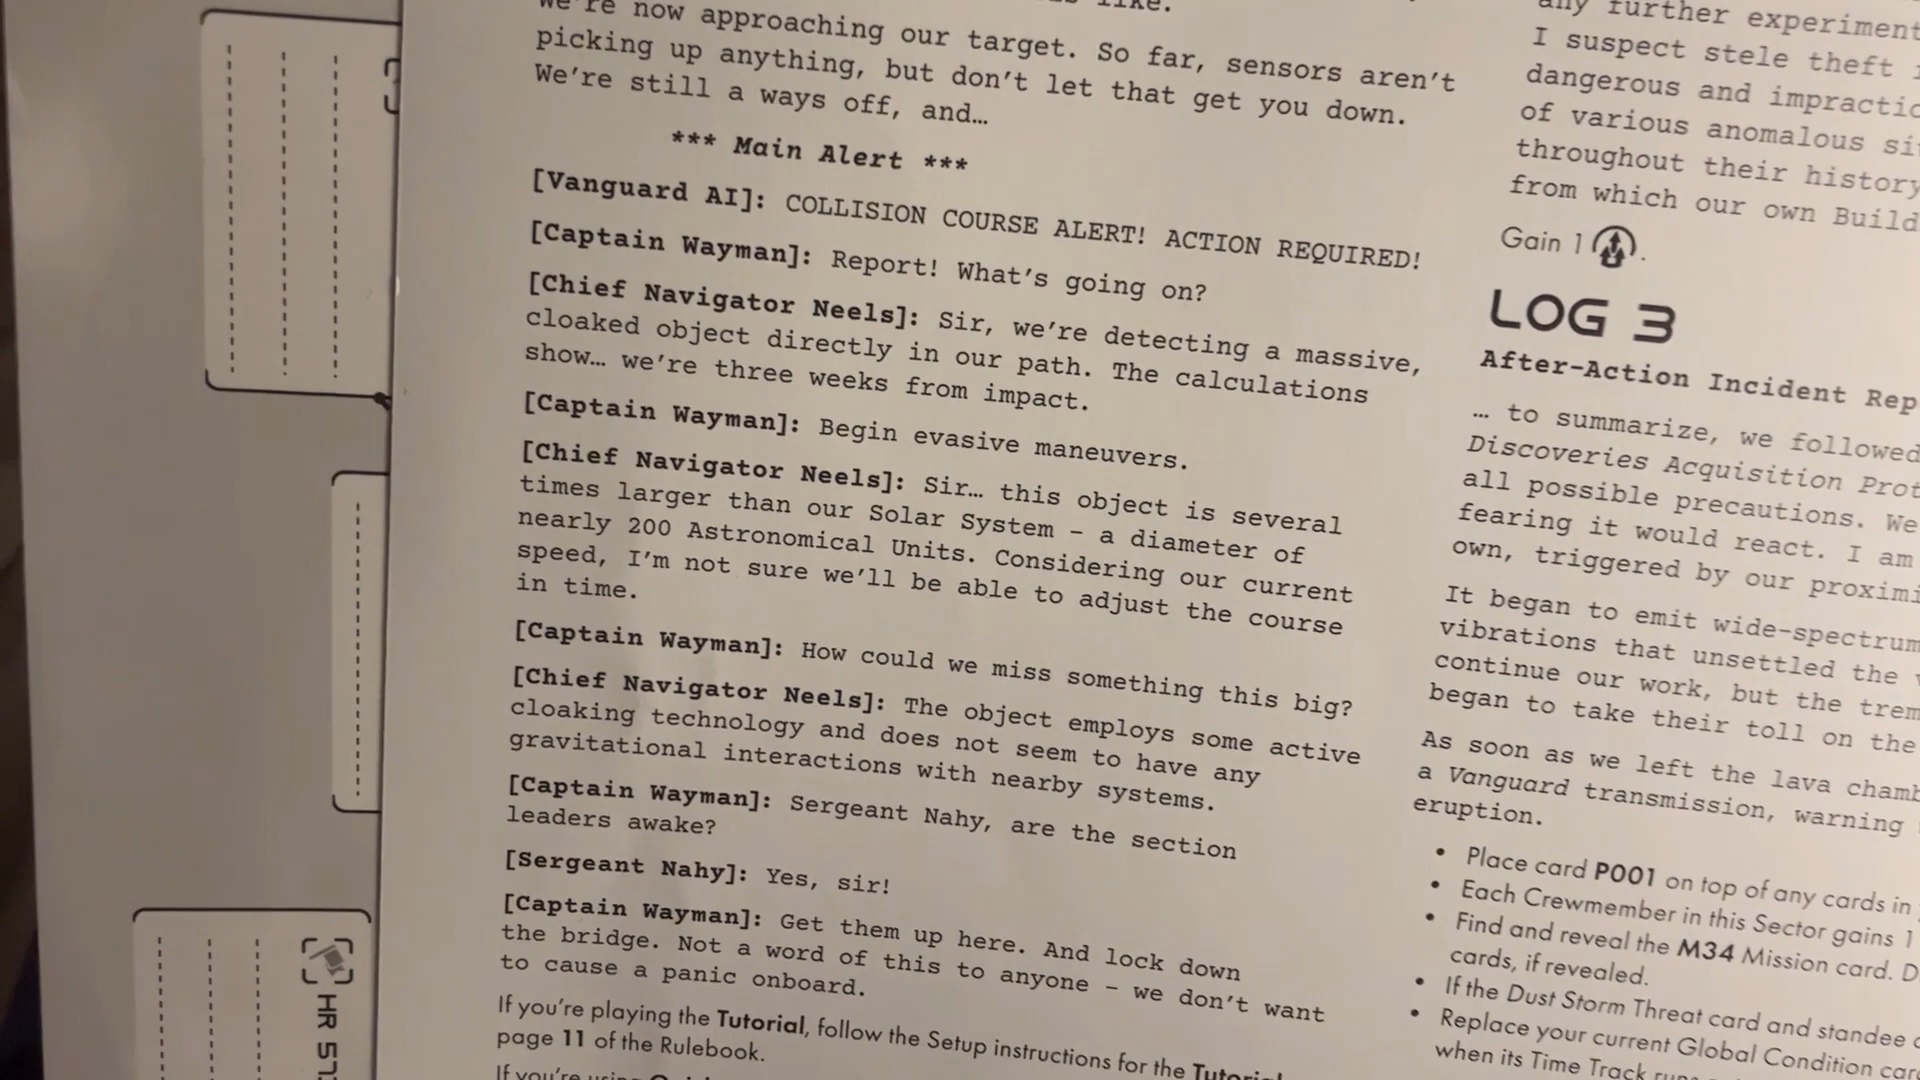 We're now approaching our target. So far, sensors aren't
picking up anything, but don't let that get you down.
We're still a ways off, and…
*** Main Alert ***
[Vanguard AI]: COLLISION COURSE ALERT! ACTION REQUIRED!
[Captain Wayman]: Report! What's going on?
[Chief Navigator Neels]: Sir, we're detecting a massive,
cloaked object directly in our path. The calculations
show… we're three weeks from impact.
[Captain Wayman]: Begin evasive maneuvers.
[Chief Navigator Neels]: Sir… this object is several
times larger than our Solar System – a diameter of
nearly 200 Astronomical Units. Considering our current
speed, I'm not sure we'll be able to adjust the course
in time.
[Captain Wayman]: How could we miss something this big?
[Chief Navigator Neels]: The object employs some active
cloaking technology and does not seem to have any
gravitational interactions with nearby systems.
[Captain Wayman]: Sergeant Nahy, are the section
leaders awake?
[Sergeant Nahy]: Yes, sir!
[Captain Wayman]: Get them up here. And lock down
the bridge. Not a word of this to anyone – we don't want
to cause a panic onboard.
If you're playing the Tutorial, follow the Setup instructions for the Tutorial
page 11 of the Rulebook.
If you're using
any further experiment
I suspect stele theft
dangerous and
of various anomalous
throughout their history
from which our own
Gain 1
LOG 3
After-Action Incident
… to summarize, we followed
Discoveries Acquisition
all possible precautions. We
fearing it would react. I am
own, triggered by our
It began to emit wide-spectrum
vibrations that unsettled the
continue our work, but the
began to take their toll on the
As soon as we left the lava
a Vanguard transmission, warning
eruption.
• Place card P001 on top of any cards in
• Each Crewmember in this Sector gains 1
• Find and reveal the M34 Mission card.
cards, if revealed.
• If the Dust Storm Threat card and standee
• Replace your current Global Condition
when its Time Track
HR